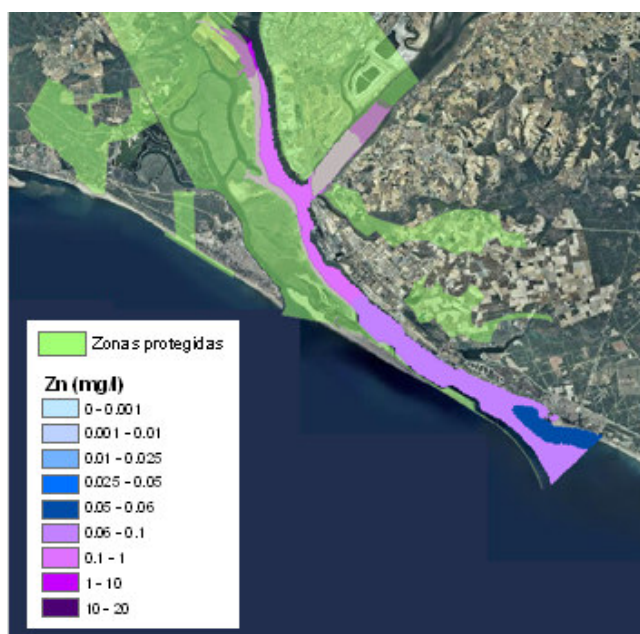 Zonas protegidas
Zn (mg/l)
0 - 0.001
0.001 - 0.01
0.01 - 0.025
0.025 - 0.05
0.05 - 0.06
0.06 - 0.1
0.1 - 1
1 - 10
10 - 20